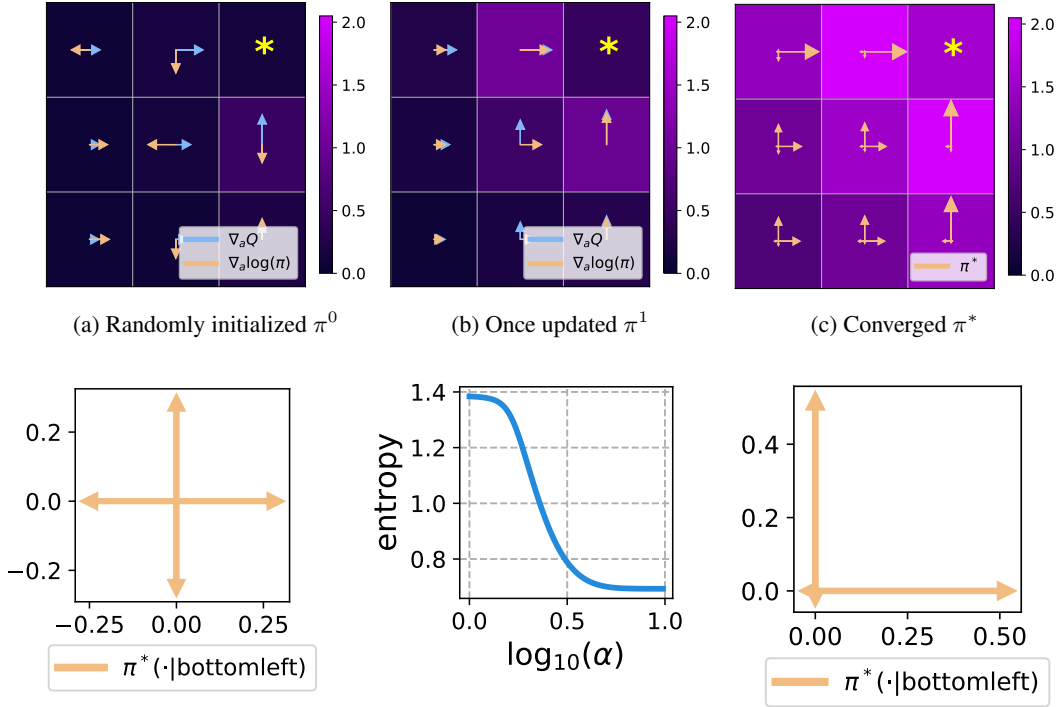 *
2.0
1.5
1.0
0.5
0.0
∇ₐQ
∇ₐlog(π)
*
2.0
1.5
1.0
0.5
0.0
∇ₐQ
∇ₐlog(π)
*
2.0
1.5
1.0
0.5
0.0
π*
(a) Randomly initialized π⁰
(b) Once updated π¹
(c) Converged π*
0.2
0.0
−0.2
−0.25 0.00 0.25
π*(·|bottomleft)
entropy
1.4
1.2
1.0
0.8
0.0 0.5 1.0
log₁₀(α)
0.4
0.2
0.0
0.00 0.25 0.50
π*(·|bottomleft)